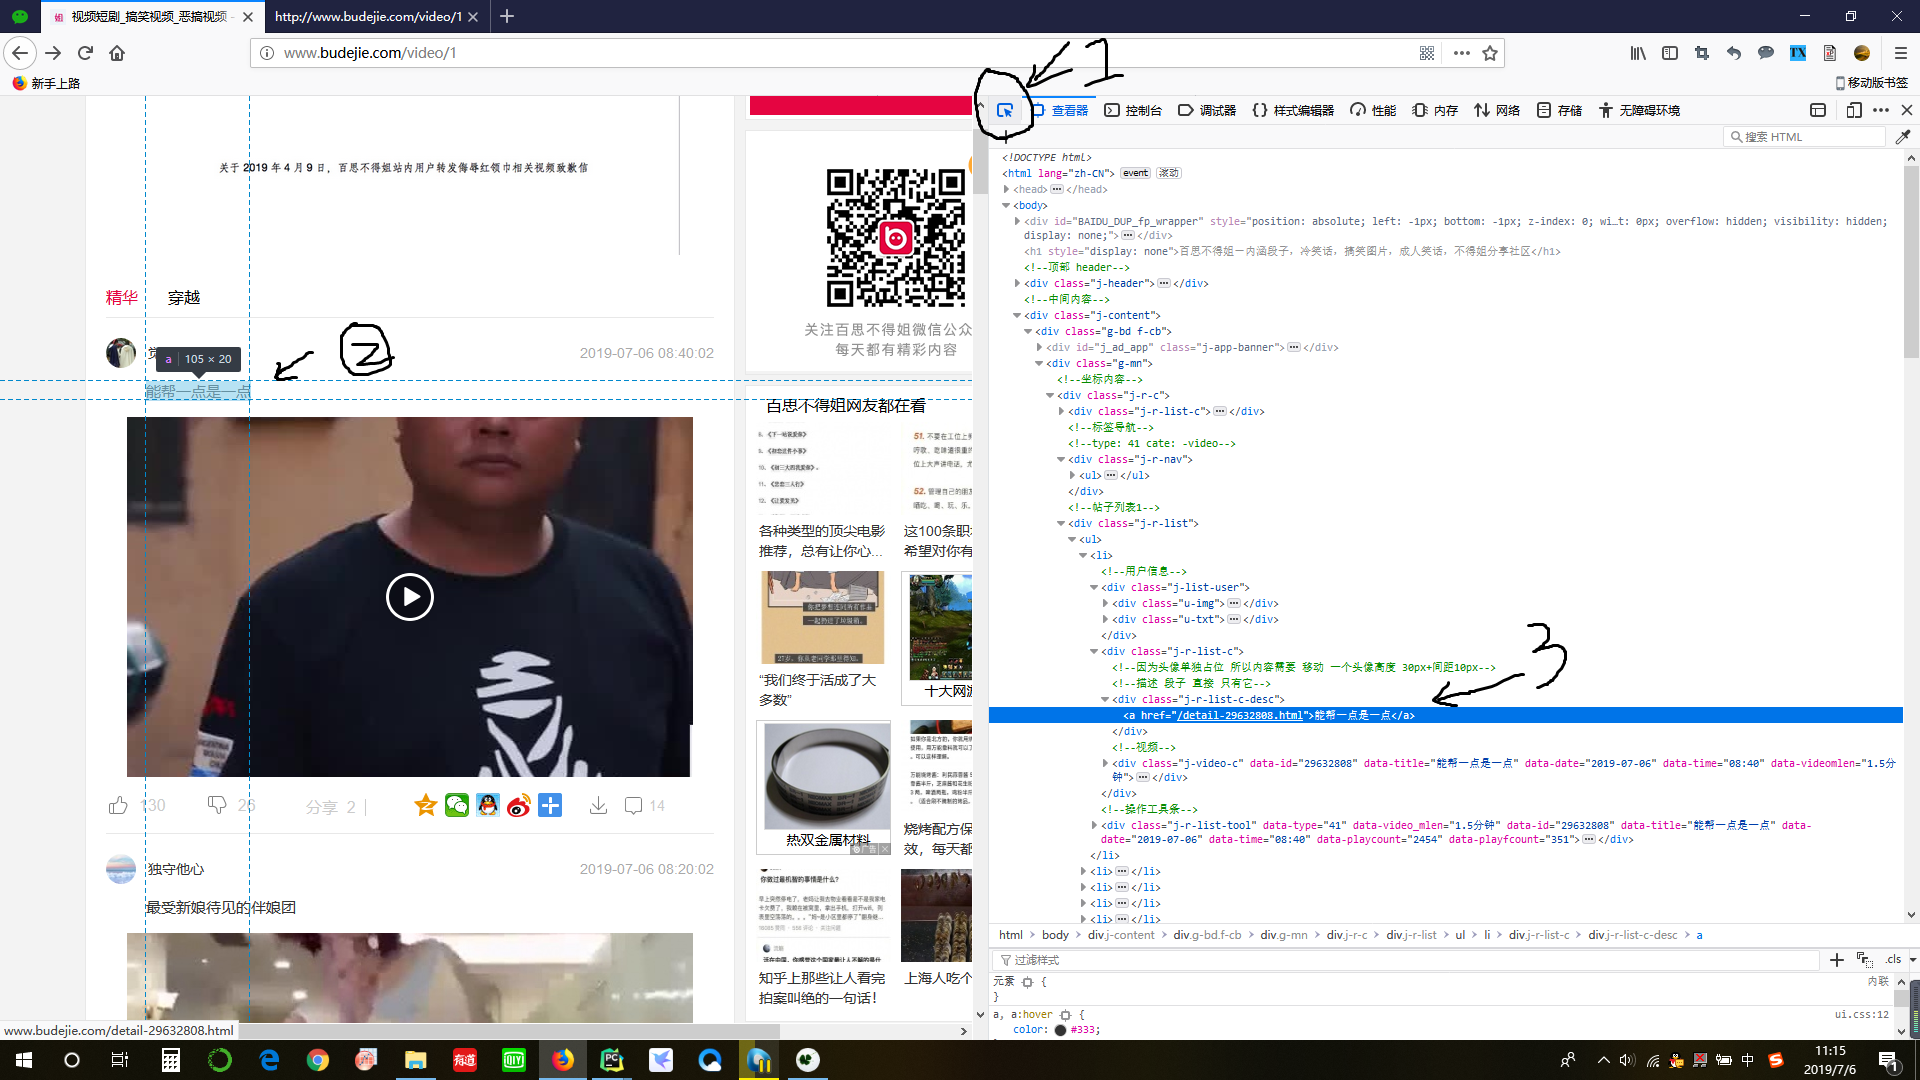 视频短剧_搞笑视频_恶搞视频 -
http://www.budejie.com/video/1
www.budejie.com/video/1
新手上路
移动版书签
1
查看器
控制台
调试器
样式编辑器
性能
内存
网络
存储
无障碍环境
搜索 HTML
关于 2019 年 4 月 9 日，百思不得姐站内用户转发侮辱红领巾相关视频致歉信
关注百思不得姐微信公众
每天都有精彩内容
精华 穿越
a 105 × 20
2019-07-06 08:40:02
2
能帮一点是一点
130 26 分享 2 14
独守他心
2019-07-06 08:20:02
最受新娘待见的伴娘团
百思不得姐网友都在看
各种类型的顶尖电影
推荐，总有让你心...
这100条职
希望对你有
“我们终于活成了大
多数”
十大网游
热双金属材料
广告
烧烤配方保
效，每天都
知乎上那些让人看完
拍案叫绝的一句话！
上海人吃个
<!DOCTYPE html>
<html lang="zh-CN"> event 滚动
<head> ••• </head>
<body>
<div id="BAIDU_DUP_fp_wrapper" style="position: absolute; left: -1px; bottom: -1px; z-index: 0; wi…t: 0px; overflow: hidden; visibility: hidden;
display: none;"> ••• </div>
<h1 style="display: none">百思不得姐—内涵段子，冷笑话，搞笑图片，成人笑话，不得姐分享社区</h1>
<!--顶部 header-->
<div class="j-header"> ••• </div>
<!--中间内容-->
<div class="j-content">
<div class="g-bd f-cb">
<div id="j_ad_app" class="j-app-banner"> ••• </div>
<div class="g-mn">
<!--坐标内容-->
<div class="j-r-c">
<div class="j-r-list-c"> ••• </div>
<!--标签导航-->
<!--type: 41 cate: -video-->
<div class="j-r-nav">
<ul> ••• </ul>
</div>
<!--帖子列表1-->
<div class="j-r-list">
<ul>
<li>
<!--用户信息-->
<div class="j-list-user">
<div class="u-img"> ••• </div>
<div class="u-txt"> ••• </div>
</div>
3
<div class="j-r-list-c">
<!--因为头像单独占位 所以内容需要 移动 一个头像高度 30px+间距10px-->
<!--描述 段子 直接 只有它-->
<div class="j-r-list-c-desc">
<a href="/detail-29632808.html">能帮一点是一点</a>
</div>
<!--视频-->
<div class="j-video-c" data-id="29632808" data-title="能帮一点是一点" data-date="2019-07-06" data-time="08:40" data-videomlen="1.5分
钟"> ••• </div>
</div>
<!--操作工具条-->
<div class="j-r-list-tool" data-type="41" data-video_mlen="1.5分钟" data-id="29632808" data-title="能帮一点是一点" data-
date="2019-07-06" data-time="08:40" data-playcount="2454" data-playfcount="351"> ••• </div>
</li>
<li> ••• </li>
<li> ••• </li>
<li> ••• </li>
<li> ••• </li>
html body div.j-content div.g-bd.f-cb div.g-mn div.j-r-c div.j-r-list ul li div.j-r-list-c div.j-r-list-c-desc a
过滤样式
.cls
元素 {
内联
}
a, a:hover {
ui.css:12
color: #333;
www.budejie.com/detail-29632808.html
中
11:15
2019/7/6